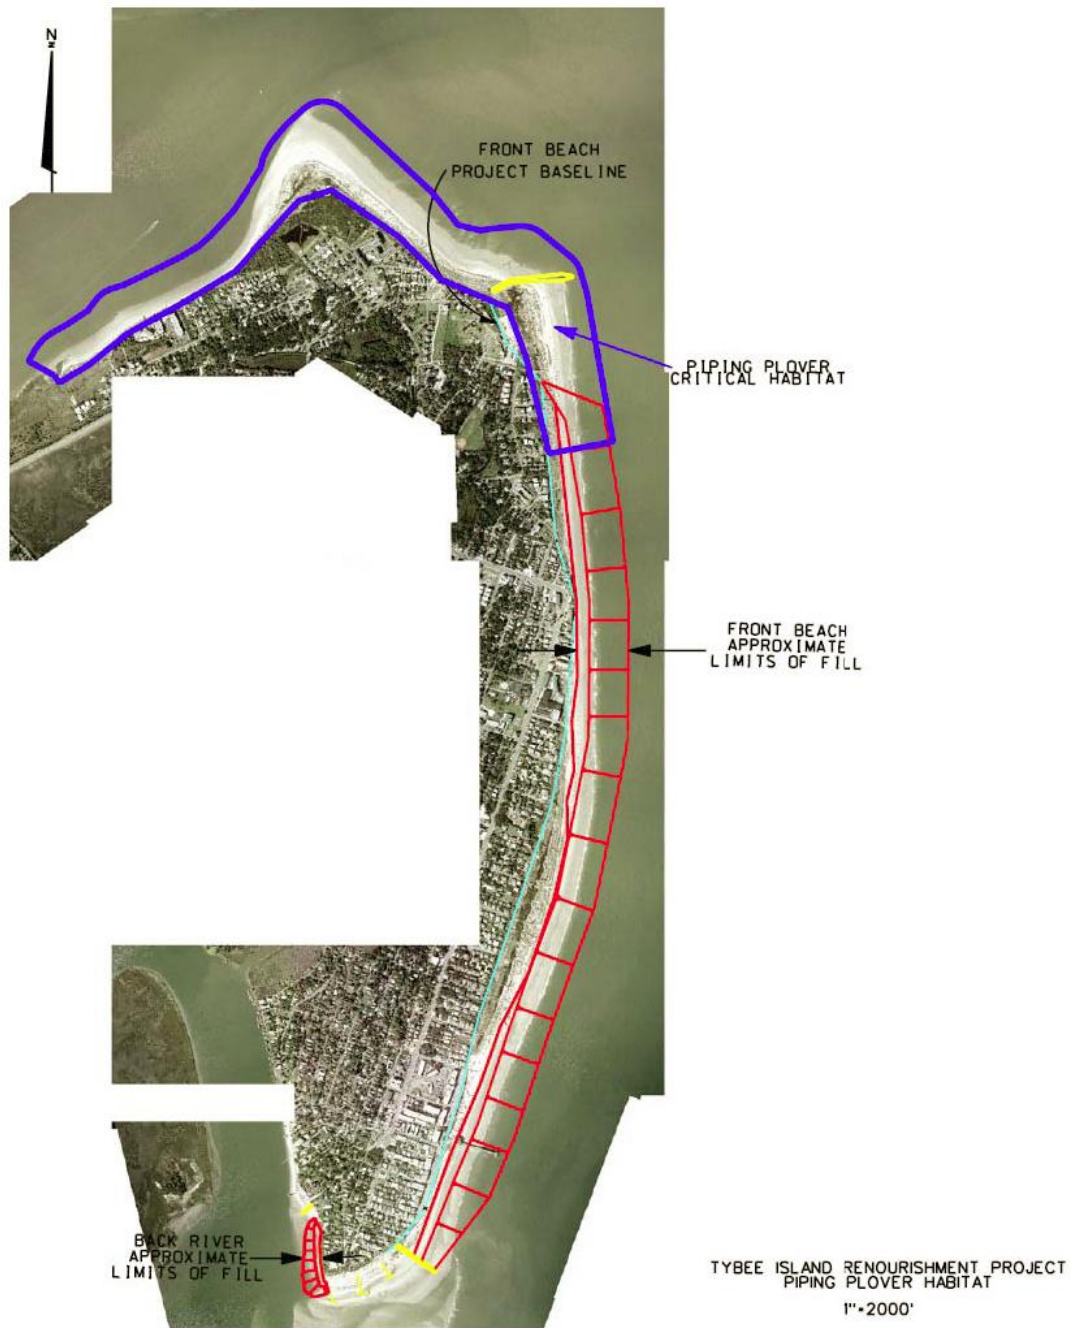 N
FRONT BEACH
PROJECT BASELINE
PIPING PLOVER
CRITICAL HABITAT
FRONT BEACH
APPROXIMATE
LIMITS OF FILL
BACK RIVER
APPROXIMATE
LIMITS OF FILL
TYBEE ISLAND RENOURISHMENT PROJECT
PIPING PLOVER HABITAT
1"=2000'